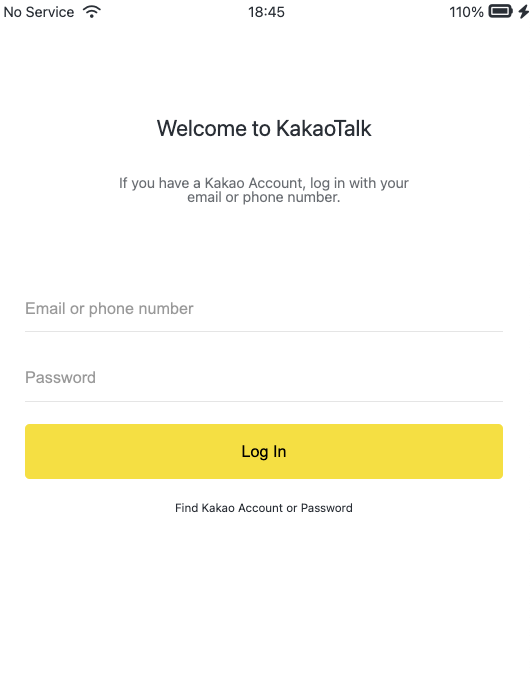 No Service
18:45
110%
Welcome to KakaoTalk
If you have a Kakao Account, log in with your
email or phone number.
Email or phone number
Password
Log In
Find Kakao Account or Password